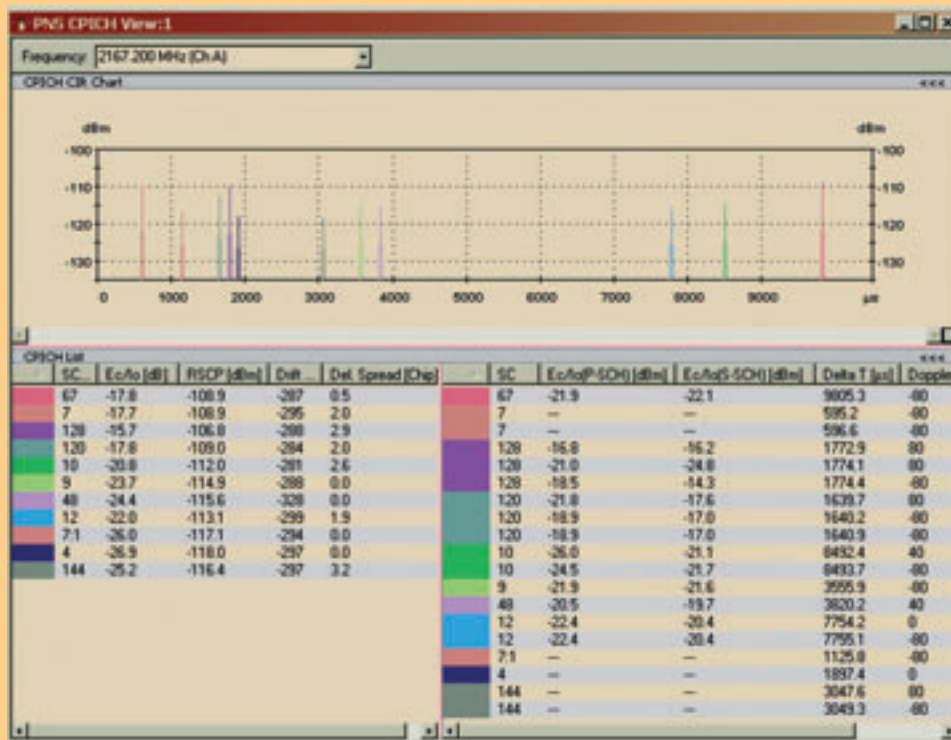 PNS CPICH View:1
Frequency: 2167.200 MHz (Ch.A)
CPICH CIR Chart <<<
dBm dBm
-100 -100
-110 -110
-120 -120
-130 -130
0 1000 2000 3000 4000 5000 6000 7000 8000 9000 µs
CPICH List <<<
SC... Ec/Io [dB] RSCP [dBm] Drift ... Del. Spread [Chip]
67 -17.8 -108.9 -287 0.5
7 -17.7 -108.9 -295 2.0
128 -15.7 -106.8 -288 2.9
120 -17.8 -109.0 -284 2.0
10 -20.8 -112.0 -281 2.6
9 -23.7 -114.9 -288 0.0
48 -24.4 -115.6 -328 0.0
12 -22.0 -113.1 -299 1.9
7:1 -26.0 -117.1 -294 0.0
4 -26.9 -118.0 -297 0.0
144 -25.2 -116.4 -297 3.2
SC Ec/Io(P-SCH) [dBm] Ec/Io(S-SCH) [dBm] Delta T [µs] Doppler
67 -21.9 -22.1 9805.3 -80
7 --- --- 595.2 -80
7 --- --- 596.6 -80
128 -16.8 -16.2 1772.9 80
128 -21.0 -24.8 1774.1 80
128 -18.5 -14.3 1774.4 -80
120 -21.8 -17.6 1639.7 80
120 -18.9 -17.0 1640.2 -80
120 -18.9 -17.0 1640.9 -80
10 -26.0 -21.1 8492.4 40
10 -24.5 -21.7 8493.7 -80
9 -21.9 -21.6 3555.9 -80
48 -20.5 -19.7 3820.2 40
12 -22.4 -20.4 7754.2 0
12 -22.4 -20.4 7755.1 -80
7:1 --- --- 1125.8 -80
4 --- --- 1897.4 0
144 --- --- 3047.6 80
144 --- --- 3049.3 -80